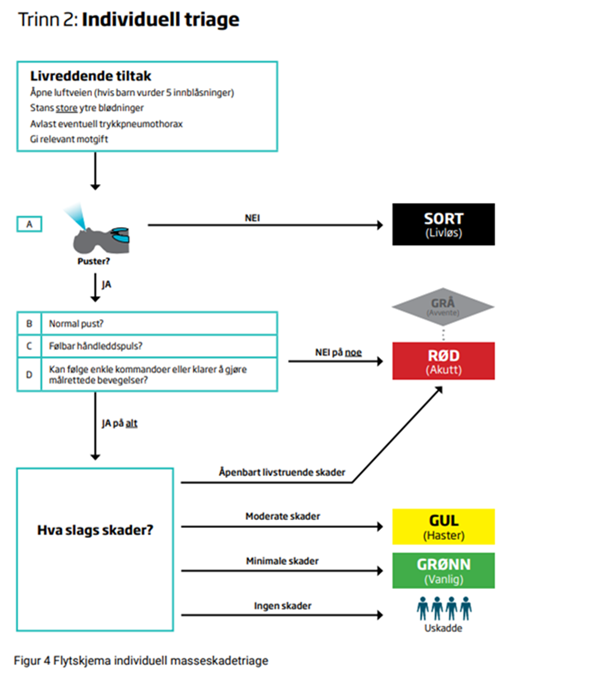 Trinn 2: Individuell triage
Livreddende tiltak
Åpne luftveien (hvis barn vurder 5 innblåsninger)
Stans store ytre blødninger
Avlast eventuell trykkpneumothorax
Gi relevant motgift
A
Puster?
NEI
SORT
(Livløs)
JA
GRÅ
(Avvente)
B Normal pust?
C Følbar håndleddspuls?
D Kan følge enkle kommandoer eller klarer å gjøre
målrettede bevegelser?
NEI på noe
RØD
(Akutt)
JA på alt
Hva slags skader?
Åpenbart livstruende skader
Moderate skader
GUL
(Haster)
Minimale skader
GRØNN
(Vanlig)
Ingen skader
Uskadde
Figur 4 Flytskjema individuell masseskadetriage